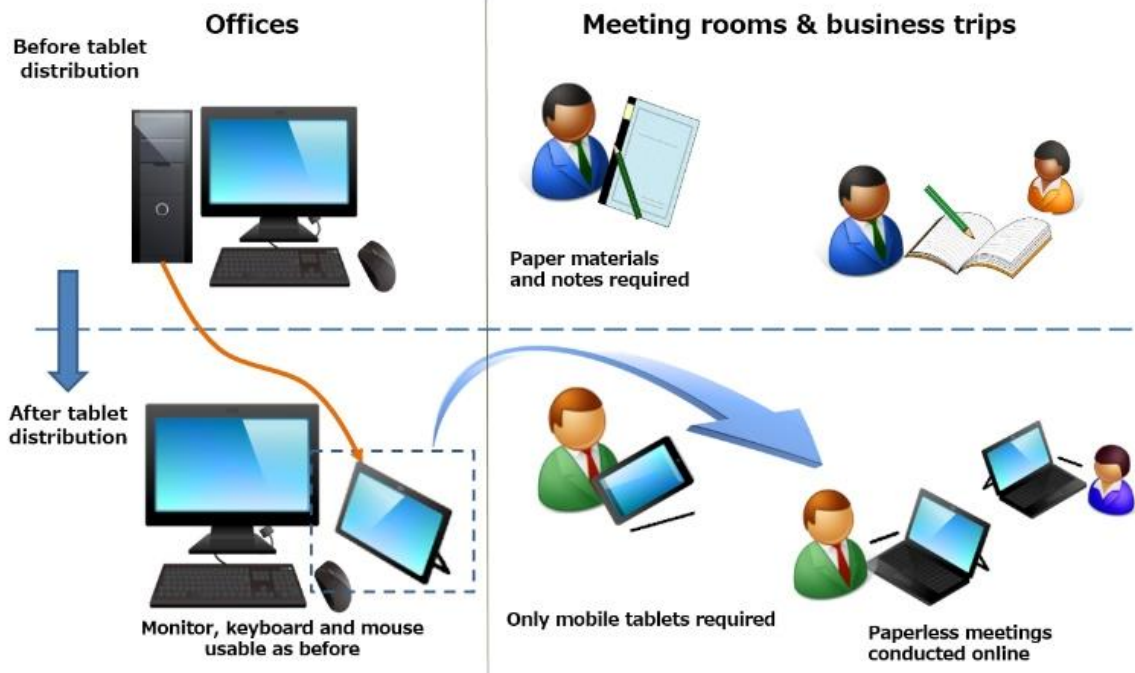 Offices
Meeting rooms & business trips
Before tablet
distribution
Paper materials
and notes required
After tablet
distribution
Monitor, keyboard and mouse
usable as before
Only mobile tablets required
Paperless meetings
conducted online